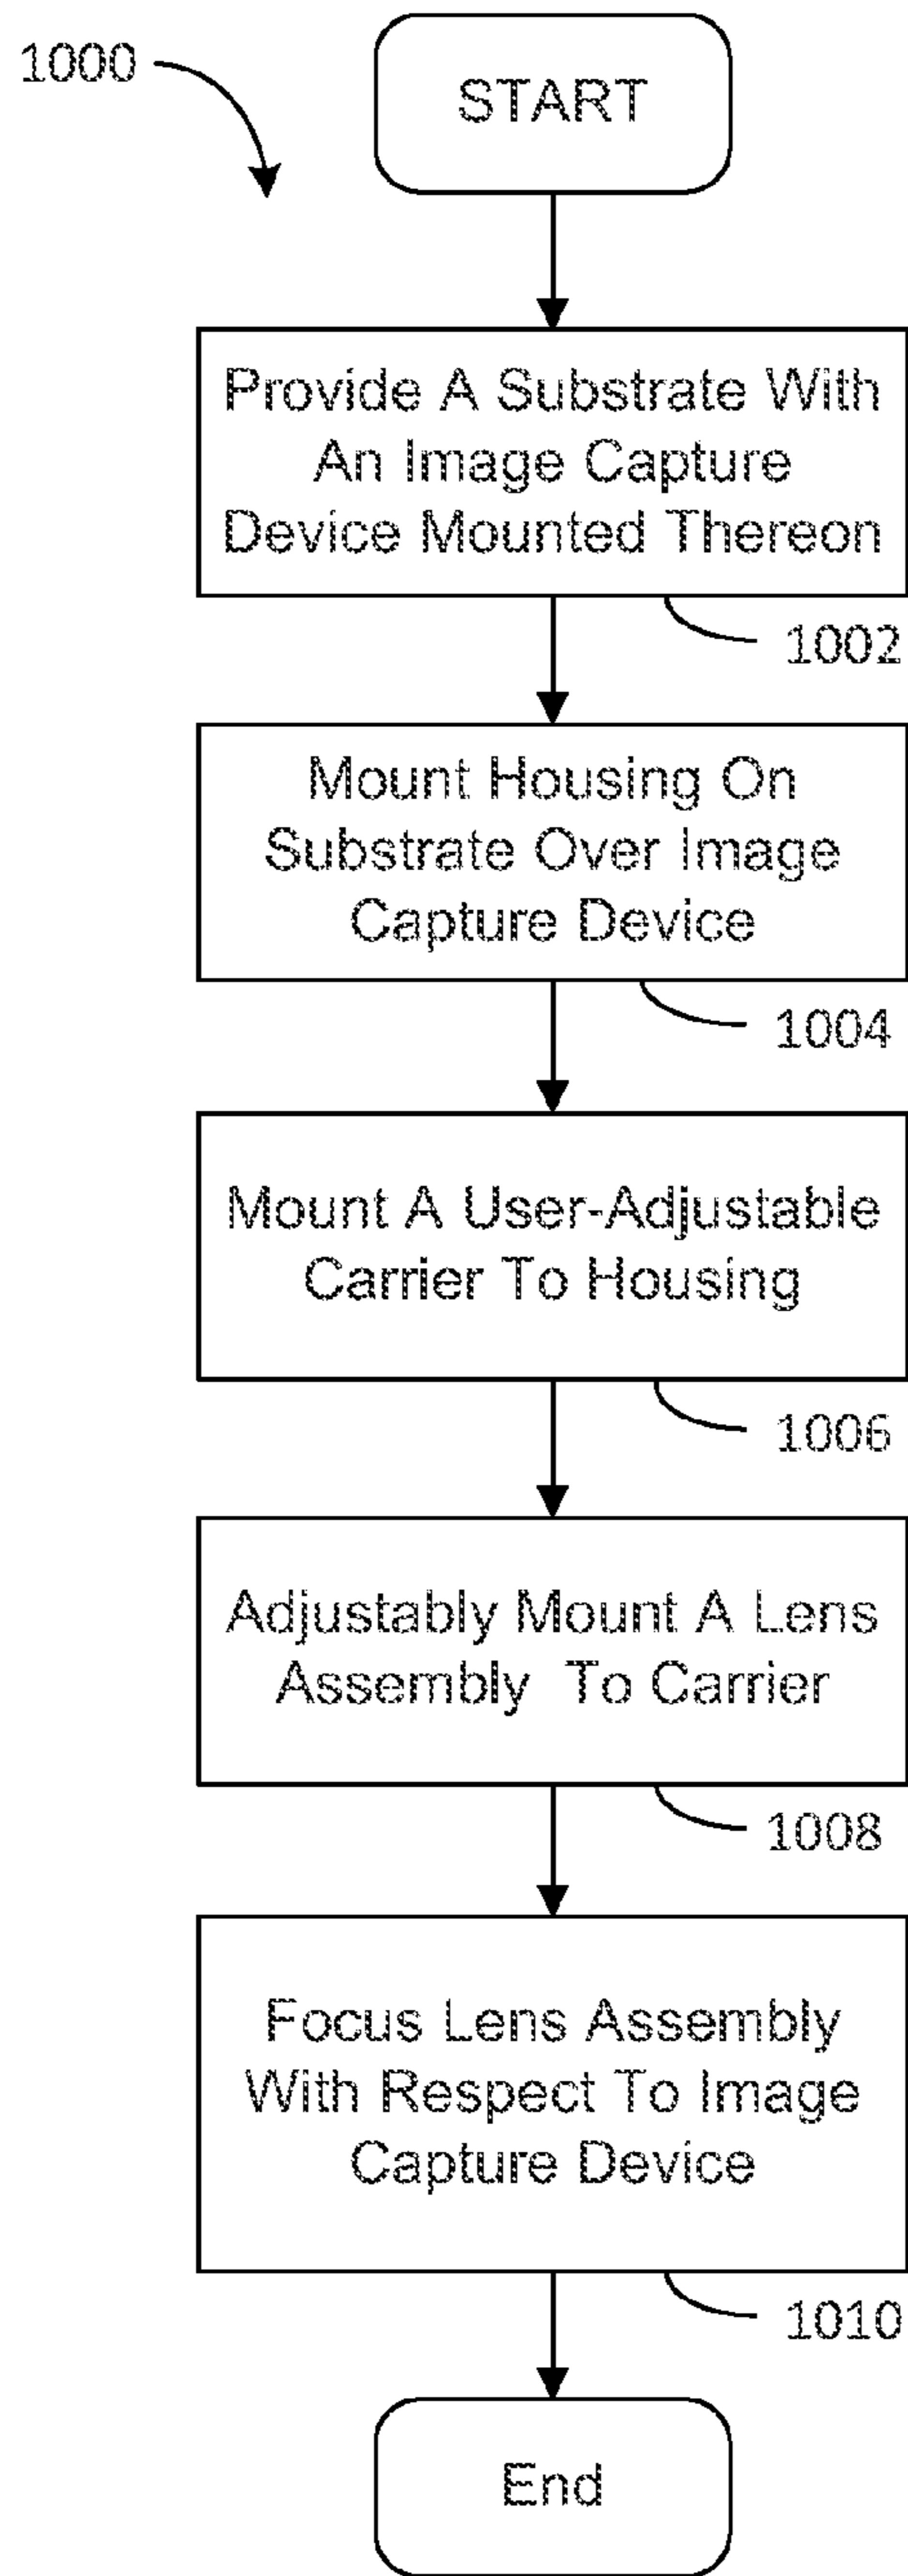 1000
START
Provide A Substrate With
An Image Capture
Device Mounted Thereon
1002
Mount Housing On
Substrate Over Image
Capture Device
1004
Mount A User-Adjustable
Carrier To Housing
1006
Adjustably Mount A Lens
Assembly To Carrier
1008
Focus Lens Assembly
With Respect To Image
Capture Device
1010
End